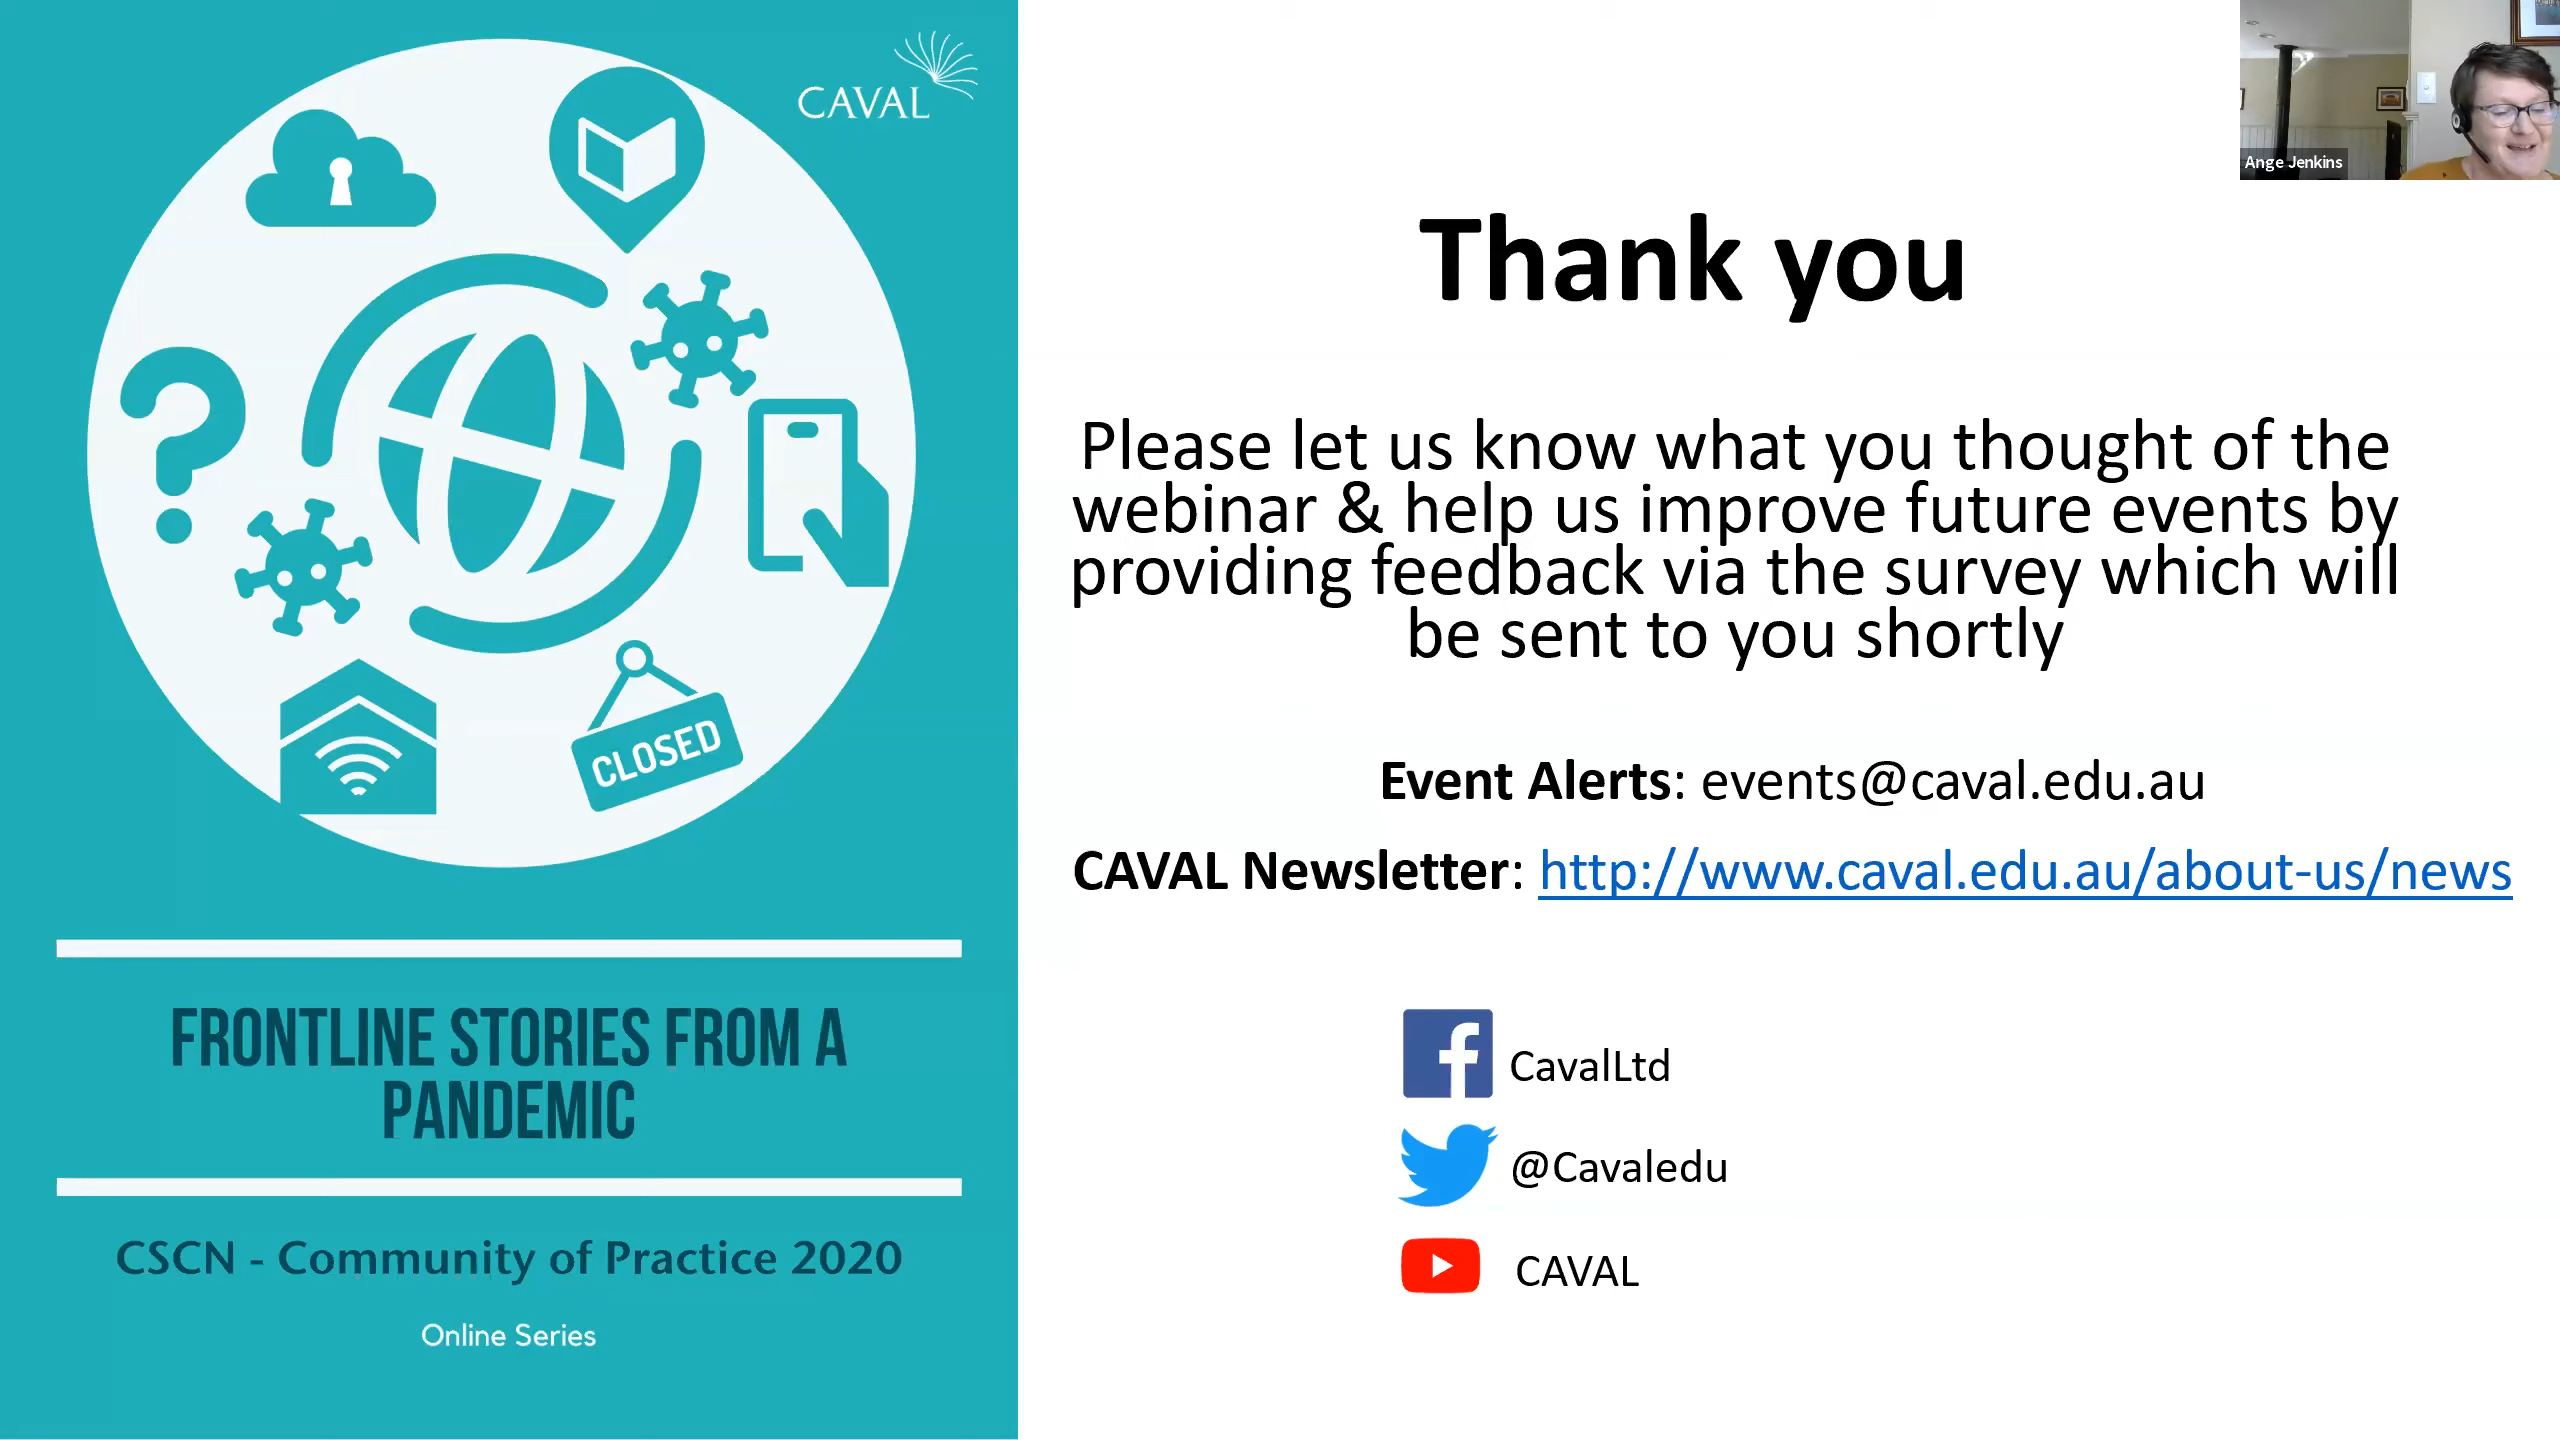 CAVAL
CLOSED
FRONTLINE STORIES FROM A
PANDEMIC
CSCN - Community of Practice 2020
Online Series
Ange Jenkins
Thank you
Please let us know what you thought of the
webinar & help us improve future events by
providing feedback via the survey which will
be sent to you shortly
Event Alerts: events@caval.edu.au
CAVAL Newsletter: http://www.caval.edu.au/about-us/news
CavalLtd
@Cavaledu
CAVAL